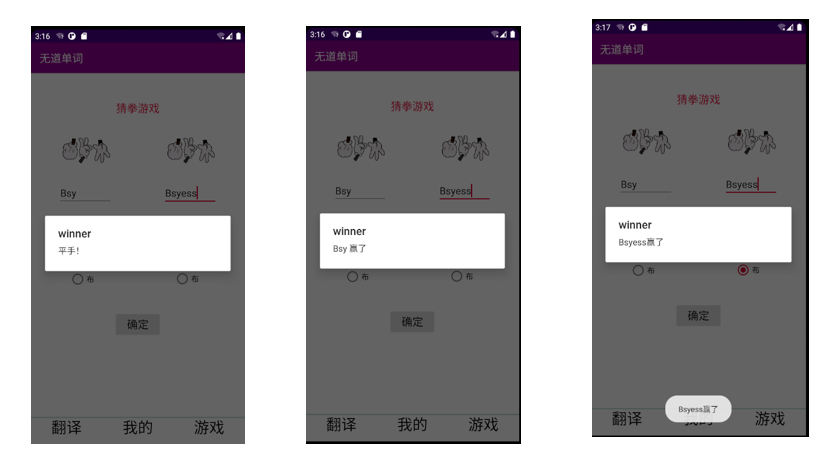 3:16
无道单词
猜拳游戏
Bsy
Bsyess
winner
平手!
布
布
确定
翻译
我的
游戏
3:16
无道单词
猜拳游戏
Bsy
Bsyess
winner
Bsy 赢了
布
布
确定
翻译
我的
游戏
3:17
无道单词
猜拳游戏
Bsy
Bsyess
winner
Bsyess赢了
布
布
确定
Bsyess赢了
翻译
游戏